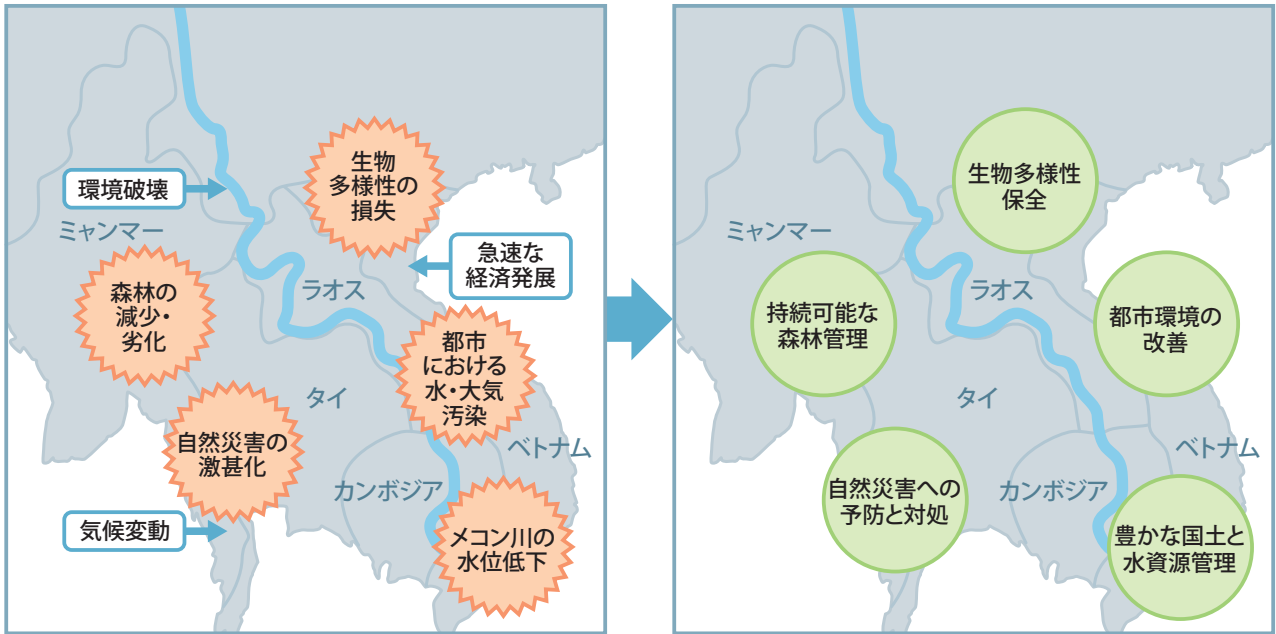 生物
多様性の
損失
環境破壊
ミャンマー
急速な
経済発展
森林の
減少・
劣化
ラオス
都市
における
水・大気
汚染
タイ
自然災害の
激甚化
ベトナム
カンボジア
気候変動
メコン川の
水位低下
生物多様性
保全
ミャンマー
ラオス
持続可能な
森林管理
都市環境の
改善
タイ
ベトナム
カンボジア
自然災害への
予防と対処
豊かな国土と
水資源管理